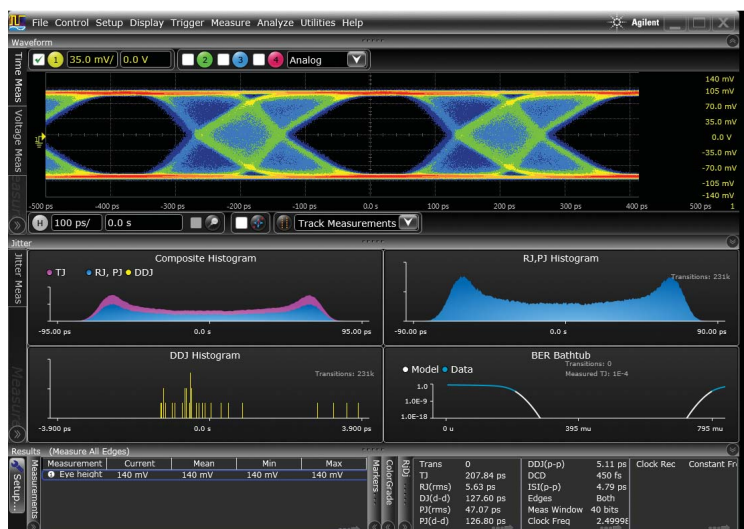 File Control Setup Display Trigger Measure Analyze Utilities Help Agilent
Waveform
Time Meas
Voltage Meas
1 35.0 mV/ 0.0 V 2 3 4 Analog
140 mV
105 mV
70.0 mV
35.0 mV
0.0 V
-35.0 mV
-70.0 mV
-105 mV
-140 mV
-500 ps -400 ps -300 ps -200 ps -100 ps 0.0 s 100 ps 200 ps 300 ps 400 ps 500 ps 1
H 100 ps/ 0.0 s Track Measurements
Jitter
Jitter Meas
Composite Histogram
TJ RJ, PJ DDJ
-95.00 ps 0.0 s 95.00 ps
RJ,PJ Histogram
Transitions: 231k
-90.00 ps 0.0 s 90.00 ps
DDJ Histogram
Transitions: 231k
-3.900 ps 0.0 s 3.900 ps
BER Bathtub
Transitions: 0
Measured TJ: 1E-4
Model Data
1.0
1.0E-9
1.0E-18
0 u 395 mu 795 mu
Results (Measure All Edges)
Setup...
Measurements
Measurement Current Mean Min Max
Eye height 140 mV 140 mV 140 mV 140 mV
Markers...
ColorGrade
RJDJ
Trans 0
TJ 207.84 ps
RJ(rms) 5.63 ps
DJ(d-d) 127.60 ps
PJ(rms) 47.07 ps
PJ(d-d) 126.80 ps
DDJ(p-p) 5.11 ps
DCD 450 fs
ISI(p-p) 4.79 ps
Edges Both
Meas Window 40 bits
Clock Freq 2.4999
Clock Rec Constant Fr